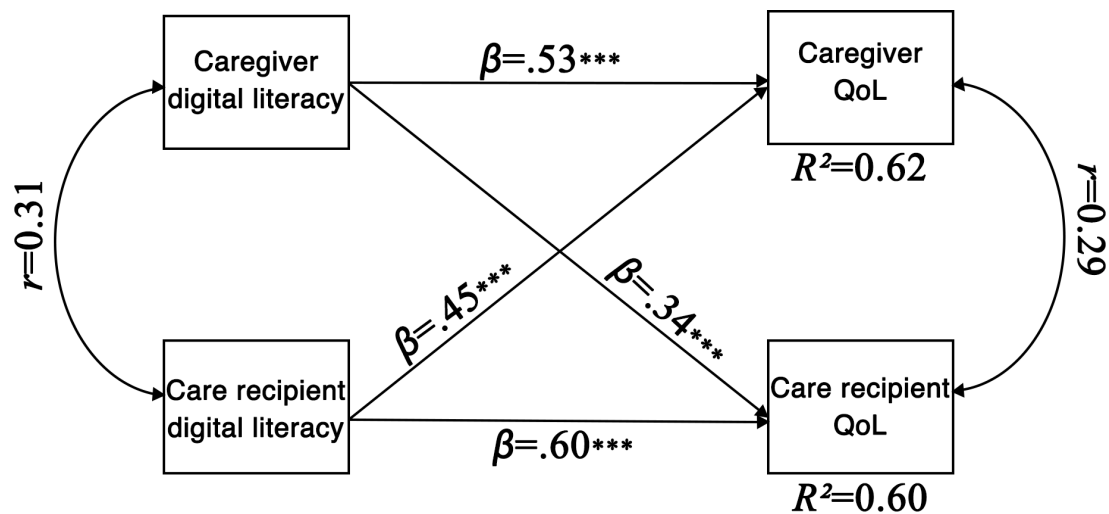 Caregiver
digital literacy
β=.53***
Caregiver
QoL
R²=0.62
r=0.31
r=0.29
β=.45***
β=.34***
Care recipient
digital literacy
β=.60***
Care recipient
QoL
R²=0.60